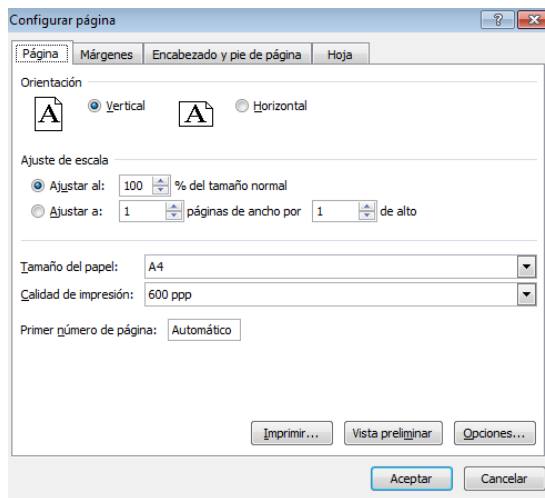 Configurar página
Página Márgenes Encabezado y pie de página Hoja
Orientación
A Vertical A Horizontal
Ajuste de escala
Ajustar al: 100 % del tamaño normal
Ajustar a: 1 páginas de ancho por 1 de alto
Tamaño del papel: A4
Calidad de impresión: 600 ppp
Primer número de página: Automático
Imprimir... Vista preliminar Opciones...
Aceptar Cancelar